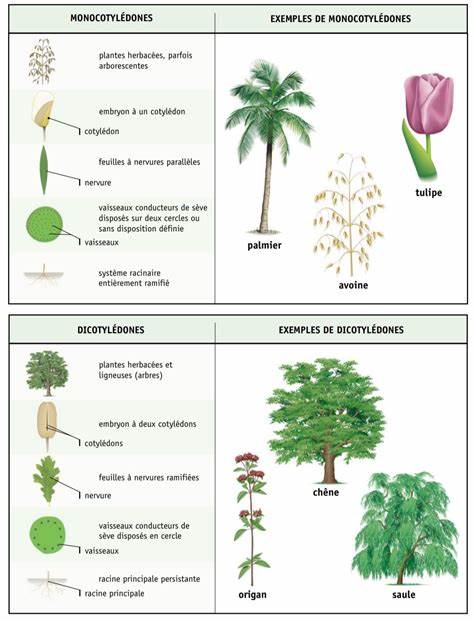 MONOCOTYLÉDONES
EXEMPLES DE MONOCOTYLÉDONES
plantes herbacées, parfois
arborescentes
embryon à un cotylédon
cotylédon
feuilles à nervures parallèles
nervure
vaisseaux conducteurs de sève
disposés sur deux cercles ou
sans disposition définie
vaisseaux
système racinaire
entièrement ramifié
palmier
avoine
tulipe
DICOTYLÉDONES
EXEMPLES DE DICOTYLÉDONES
plantes herbacées et
ligneuses (arbres)
embryon à deux cotylédons
cotylédons
feuilles à nervures ramifiées
nervure
vaisseaux conducteurs de
sève disposés en cercle
vaisseaux
racine principale persistante
racine principale
chêne
origan
saule